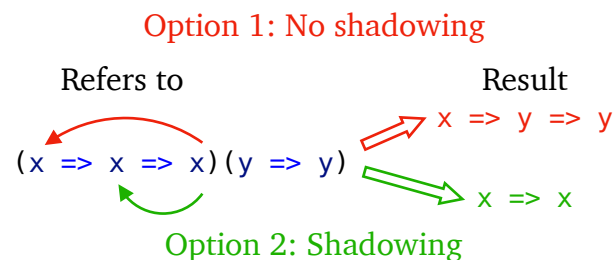 Option 1: No shadowing
Refers to
Result
x => y => y
(x => x => x)(y => y)
x => x
Option 2: Shadowing